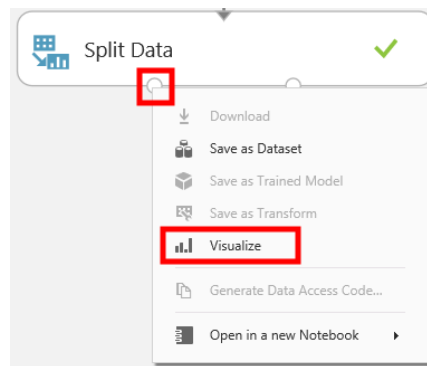 Split Data
Download
Save as Dataset
Save as Trained Model
Save as Transform
Visualize
Generate Data Access Code...
Open in a new Notebook